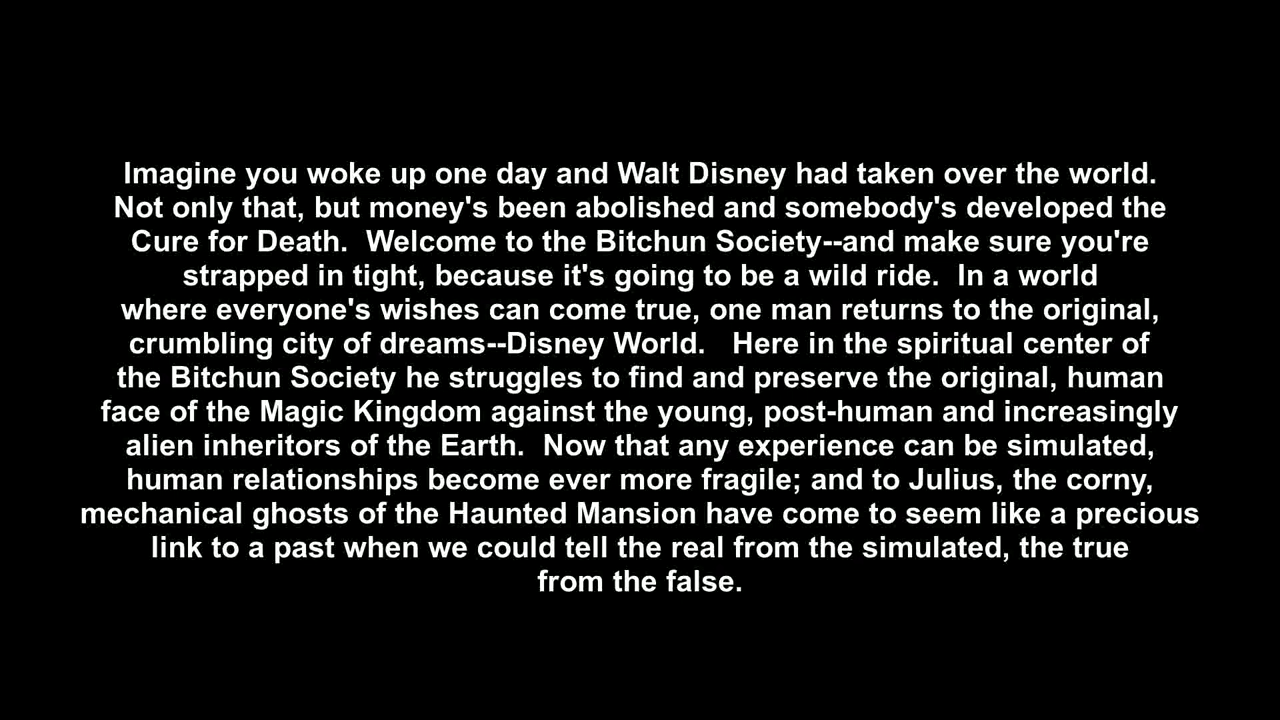 Imagine you woke up one day and Walt Disney had taken over the world.
Not only that, but money's been abolished and somebody's developed the
Cure for Death.  Welcome to the Bitchun Society--and make sure you're
strapped in tight, because it's going to be a wild ride.  In a world
where everyone's wishes can come true, one man returns to the original,
crumbling city of dreams--Disney World.   Here in the spiritual center of
the Bitchun Society he struggles to find and preserve the original, human
face of the Magic Kingdom against the young, post-human and increasingly
alien inheritors of the Earth.  Now that any experience can be simulated,
human relationships become ever more fragile; and to Julius, the corny,
mechanical ghosts of the Haunted Mansion have come to seem like a precious
link to a past when we could tell the real from the simulated, the true
from the false.